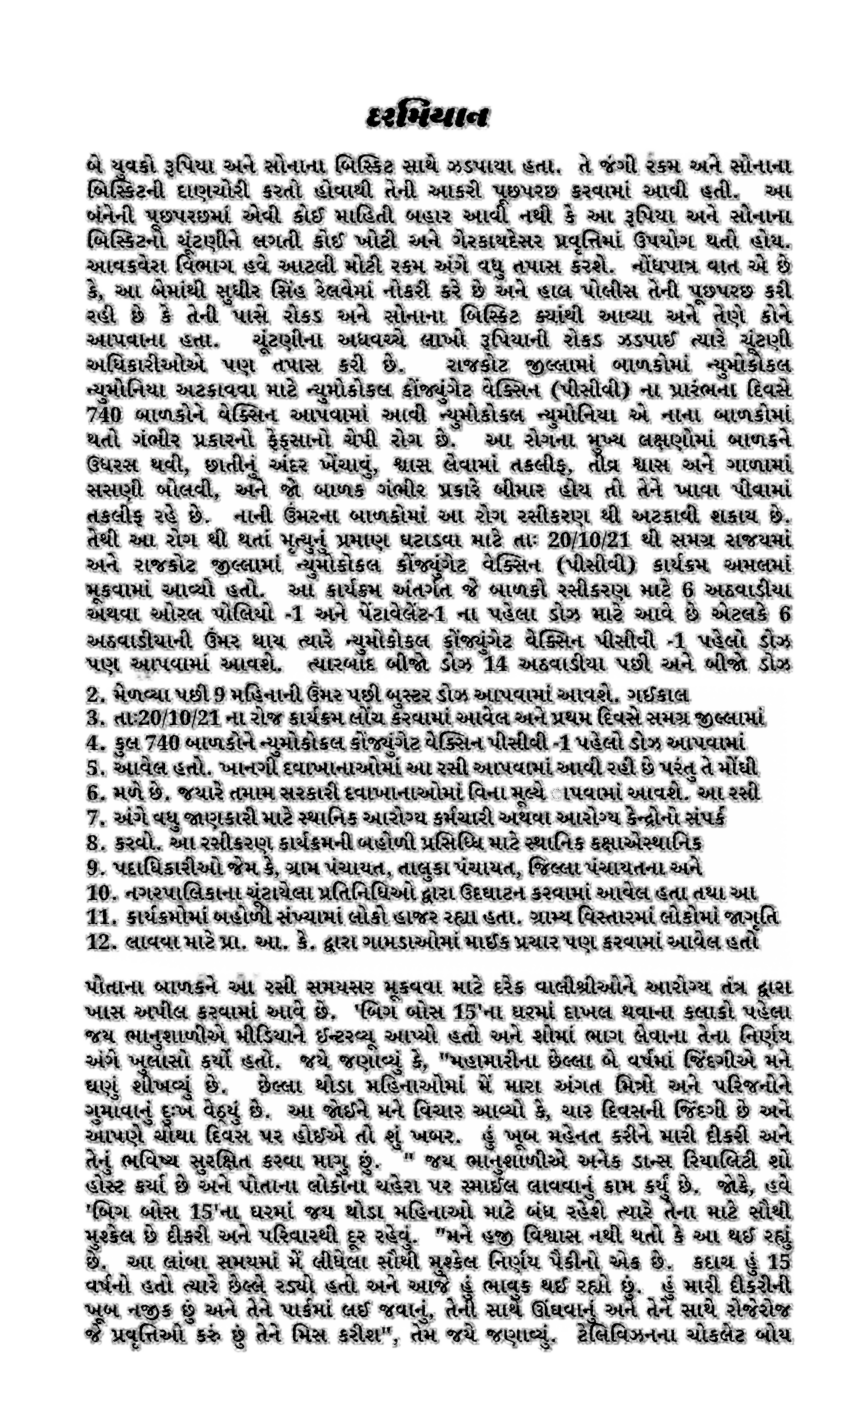 દરમિયાન
બે યુવકો રૂપિયા અને સોનાના બિસ્કિટ સાથે ઝડપાયા હતા. તે જંગી રકમ અને સોનાના
બિસ્કિટની દાણચોરી કરતો હોવાથી તેની આકરી પૂછપરછ કરવામાં આવી હતી. આ
બંનેની પૂછપરછમાં એવી કોઈ માહિતી બહાર આવી નથી કે આ રૂપિયા અને સોનાના
બિસ્કિટનો ચૂંટણીને લગતી કોઈ ખોટી અને ગેરકાયદેસર પ્રવૃત્તિમાં ઉપયોગ થતી હોય.
આવકવેરા વિભાગ હવે આટલી મોટી રકમ અંગે વધુ તપાસ કરશે. નોંધપાત્ર વાત એ છે
કે, આ બેમાંથી સુધીર સિંહ રેલવેમાં નોકરી કરે છે અને હાલ પોલીસ તેની પૂછપરછ કરી
રહી છે કે તેની પાસે રોકડ અને સોનાના બિસ્કિટ ક્યાંથી આવ્યા અને તેણે કોને
આપવાના હતા. ચૂંટણીના અધવચ્ચે લાખો રૂપિયાની રોકડ ઝડપાઈ ત્યારે ચૂંટણી
અધિકારીઓએ પણ તપાસ કરી છે. રાજકોટ જીલ્લામાં બાળકોમાં ન્યુમોકોકલ
ન્યુમોનિયા અટકાવવા માટે ન્યુમોકોકલ કોંજ્યુંગેટ વેક્સિન (પીસીવી) ના પ્રારંભના દિવસે
740 બાળકોને વેક્સિન આપવામાં આવી ન્યુમોકોકલ ન્યુમોનિયા એ નાના બાળકોમાં
થતો ગંભીર પ્રકારનો ફેફસાનો ચેપી રોગ છે. આ રોગના મુખ્ય લક્ષણોમાં બાળકને
ઉધરસ થવી, છાતીનું અંદર ખેંચાવું, શ્વાસ લેવામાં તકલીફ, તીવ્ર શ્વાસ અને ગાળામાં
સસણી બોલવી, અને જો બાળક ગંભીર પ્રકારે બીમાર હોય તો તેને ખાવા પીવામાં
તકલીફ રહે છે. નાની ઉંમરના બાળકોમાં આ રોગ રસીકરણ થી અટકાવી શકાય છે.
તેથી આ રોગ થી થતાં મૃત્યુનું પ્રમાણ ઘટાડવા માટે તાઃ 20/10/21 થી સમગ્ર રાજયમાં
અને રાજકોટ જીલ્લામાં ન્યુમોકોકલ કોંજ્યુંગેટ વેક્સિન (પીસીવી) કાર્યક્રમ અમલમાં
મૂકવામાં આવ્યો હતો. આ કાર્યક્રમ અંતર્ગત જે બાળકો રસીકરણ માટે 6 અઠવાડીયા
અથવા ઓરલ પોલિયો -1 અને પેંટાવેલેંટ-1 ના પહેલા ડોઝ માટે આવે છે એટલકે 6
અઠવાડીયાની ઉંમર થાય ત્યારે ન્યુમોકોકલ કોંજ્યુંગેટ વેક્સિન પીસીવી -1 પહેલો ડોઝ
પણ આપવામાં આવશે. ત્યારબાદ બીજો ડોઝ 14 અઠવાડીયા પછી અને બીજો ડોઝ
2. મેળવ્યા પછી 9 મહિનાની ઉંમર પછી બુસ્ટર ડોઝ આપવામાં આવશે. ગઈકાલ
3. તાઃ20/10/21 ના રોજ કાર્યક્રમ લોંચ કરવામાં આવેલ અને પ્રથમ દિવસે સમગ્ર જીલ્લામાં
4. કુલ 740 બાળકોને ન્યુમોકોકલ કોંજ્યુંગેટ વેક્સિન પીસીવી -1 પહેલો ડોઝ આપવામાં
5. આવેલ હતો. ખાનગી દવાખાનાઓમાં આ રસી આપવામાં આવી રહી છે પરંતુ તે મોંઘી
6. મળે છે. જયારે તમામ સરકારી દવાખાનાઓમાં વિના મૂલ્યે ાપવામાં આવશે. આ રસી
7. અંગે વધુ જાણકારી માટે સ્થાનિક આરોગ્ય કર્મચારી અથવા આરોગ્ય કેન્દ્રોનો સંપર્ક
8. કરવો. આ રસીકરણ કાર્યક્રમની બહોળી પ્રસિધ્ધિ માટે સ્થાનિક કક્ષાએસ્થાનિક
9. પદાધિકારીઓ જેમ કે, ગ્રામ પંચાયત, તાલુકા પંચાયત, જિલ્લા પંચાયતના અને
10. નગરપાલિકાના ચૂંટાયેલા પ્રતિનિધિઓ દ્વારા ઉદઘાટન કરવામાં આવેલ હતા તથા આ
11. કાર્યકમોમાં બહોળી સંખ્યામાં લોકો હાજર રહ્યા હતા. ગ્રામ્ય વિસ્તારમાં લોકોમાં જાગૃતિ
12. લાવવા માટે પ્રા. આ. કે. દ્વારા ગામડાઓમાં માઈક પ્રચાર પણ કરવામાં આવેલ હતો
પોતાના બાળકને આ રસી સમયસર મૂકવવા માટે દરેક વાલીશ્રીઓને આરોગ્ય તંત્ર દ્વારા
ખાસ અપીલ કરવામાં આવે છે. 'બિગ બોસ 15'ના ઘરમાં દાખલ થવાના કલાકો પહેલા
જય ભાનુશાળીએ મીડિયાને ઈન્ટરવ્યૂ આપ્યો હતો અને શોમાં ભાગ લેવાના તેના નિર્ણય
અંગે ખુલાસો કર્યો હતો. જયે જણાવ્યું કે, "મહામારીના છેલ્લા બે વર્ષમાં જિંદગીએ મને
ઘણું શીખવ્યું છે. છેલ્લા થોડા મહિનાઓમાં મેં મારા અંગત મિત્રો અને પરિજનોને
ગુમાવાનું દુઃખ વેઠ્યું છે. આ જોઈને મને વિચાર આવ્યો કે, ચાર દિવસની જિંદગી છે અને
આપણે ચોથા દિવસ પર હોઈએ તો શું ખબર. હું ખૂબ મહેનત કરીને મારી દીકરી અને
તેનું ભવિષ્ય સુરક્ષિત કરવા માગુ છું. " જય ભાનુશાળીએ અનેક ડાન્સ રિયાલિટી શો
હોસ્ટ કર્યા છે અને પોતાના લોકોના ચહેરા પર સ્માઈલ લાવવાનું કામ કર્યું છે. જોકે, હવે
'બિગ બોસ 15'ના ઘરમાં જય થોડા મહિનાઓ માટે બંધ રહેશે ત્યારે તેના માટે સૌથી
મુશ્કેલ છે દીકરી અને પરિવારથી દૂર રહેવું. "મને હજી વિશ્વાસ નથી થતો કે આ થઈ રહ્યું
છે. આ લાંબા સમયમાં મેં લીધેલા સૌથી મુશ્કેલ નિર્ણય પૈકીનો એક છે. કદાચ હું 15
વર્ષનો હતો ત્યારે છેલ્લે રડ્યો હતો અને આજે હું ભાવુક થઈ રહ્યો છું. હું મારી દીકરીની
ખૂબ નજીક છું અને તેને પાર્કમાં લઈ જવાનું, તેની સાથે ઊંઘવાનું અને તેને સાથે રોજેરોજ
જે પ્રવૃત્તિઓ કરું છું તેને મિસ કરીશ", તેમ જયે જણાવ્યું. ટેલિવિઝનના ચોકલેટ બોય